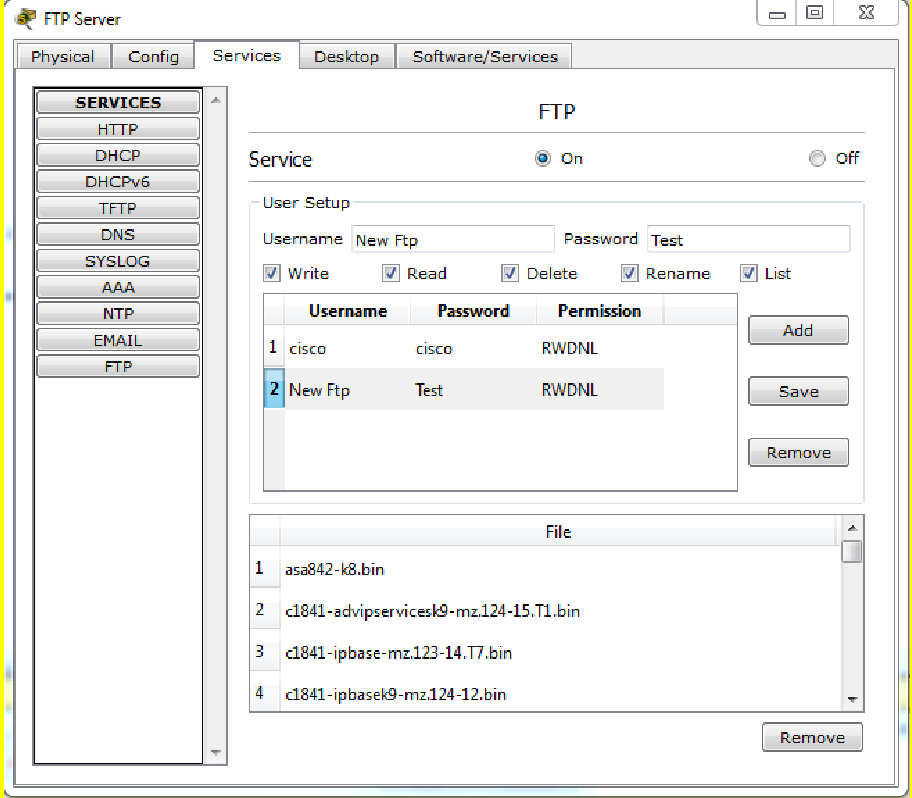 FTP Server
Physical Config Services Desktop Software/Services
SERVICES
HTTP
DHCP
DHCPv6
TFTP
DNS
SYSLOG
AAA
NTP
EMAIL
FTP
FTP
Service On Off
User Setup
Username New Ftp Password Test
Write Read Delete Rename List
Username Password Permission
1 cisco cisco RWDNL
2 New Ftp Test RWDNL
Add
Save
Remove
File
1 asa842-k8.bin
2 c1841-advipservicesk9-mz.124-15.T1.bin
3 c1841-ipbase-mz.123-14.T7.bin
4 c1841-ipbasek9-mz.124-12.bin
Remove